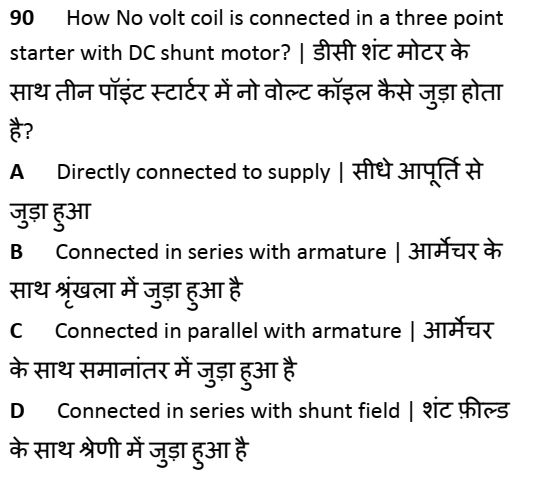 90 How No volt coil is connected in a three point
starter with DC shunt motor? | डीसी शंट मोटर के
साथ तीन पॉइंट स्टार्टर में नो वोल्ट कॉइल कैसे जुड़ा होता
है?
A Directly connected to supply | सीधे आपूर्ति से
जुड़ा हुआ
B Connected in series with armature | आर्मेचर के
साथ श्रृंखला में जुड़ा हुआ है
C Connected in parallel with armature | आर्मेचर
के साथ समानांतर में जुड़ा हुआ है
D Connected in series with shunt field | शंट फ़ील्ड
के साथ श्रेणी में जुड़ा हुआ है